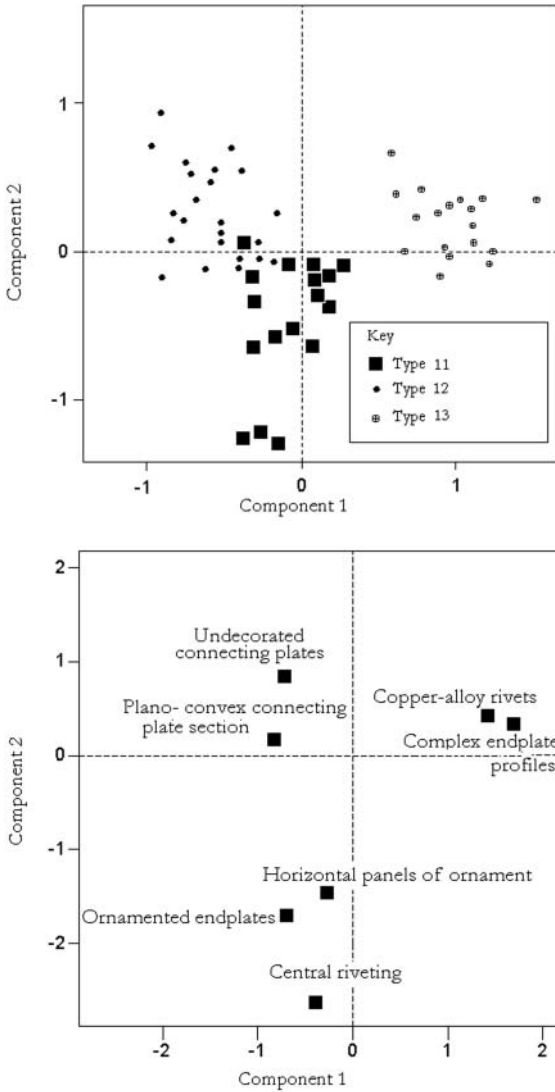 1
0
-1
Component 2
Key
Type 11
Type 12
Type 13
-1
0
1
Component 1
2
1
0
-1
-2
Component 2
Undecorated
connecting plates
Plano- convex connecting
plate section
Copper-alloy rivets
Complex endplate
profiles
Horizontal panels of ornament
Ornamented endplates
Central riveting
-2
-1
0
1
2
Component 1